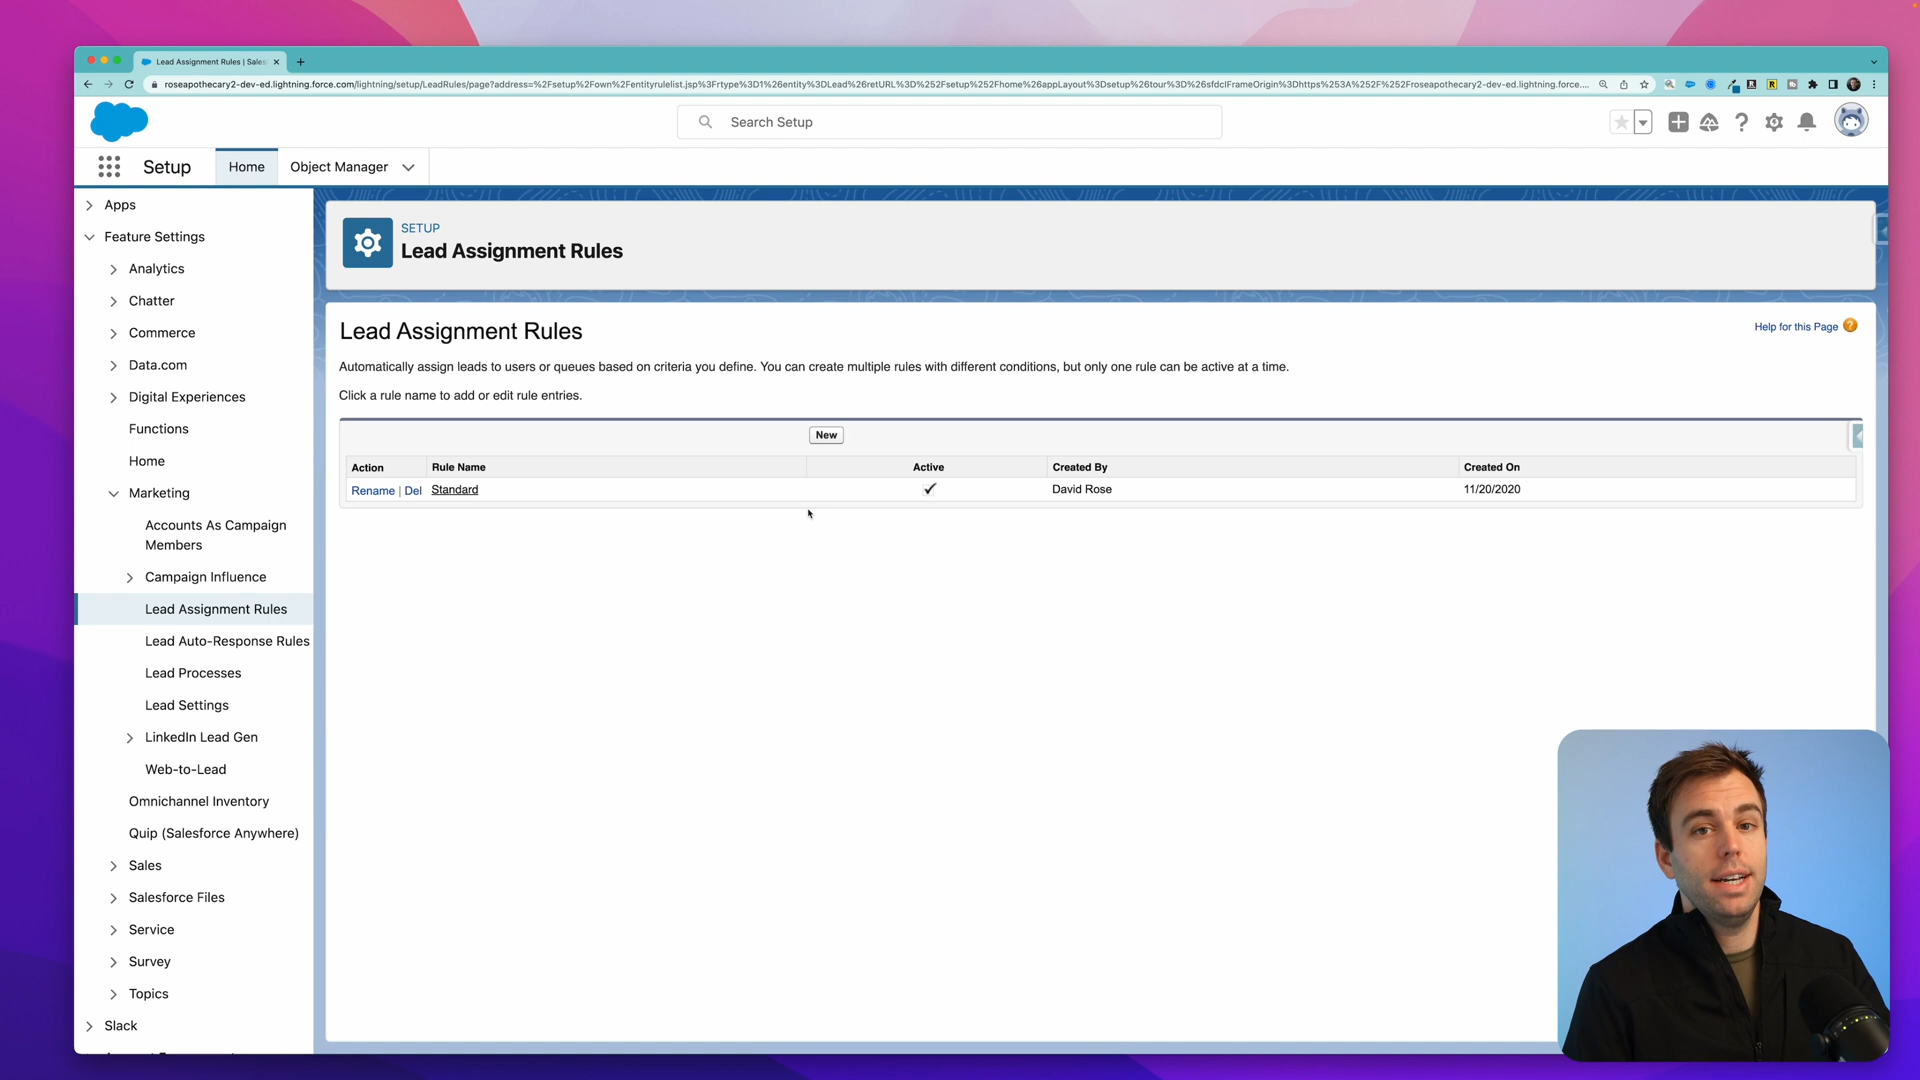 Lead Assignment Rules | Sales
roseapothecary2-dev-ed.lightning.force.com/lightning/setup/LeadRules/page?address=%2Fsetup%2Fown%2Fentityrulelist.jsp%3Frtype%3D1%26entity%3DLead%26retURL%3D%252Fsetup%252Fhome%26appLayout%3Dsetup%26tour%3D%26sfdcIFrameOrigin%3Dhttps%253A%252F%252Froseapothecary2-dev-ed.lightning.force....
Search Setup
Setup
Home
Object Manager
Apps
Feature Settings
Analytics
Chatter
Commerce
Data.com
Digital Experiences
Functions
Home
Marketing
Accounts As Campaign
Members
Campaign Influence
Lead Assignment Rules
Lead Auto-Response Rules
Lead Processes
Lead Settings
LinkedIn Lead Gen
Web-to-Lead
Omnichannel Inventory
Quip (Salesforce Anywhere)
Sales
Salesforce Files
Service
Survey
Topics
Slack
SETUP
Lead Assignment Rules
Lead Assignment Rules
Help for this Page
Automatically assign leads to users or queues based on criteria you define. You can create multiple rules with different conditions, but only one rule can be active at a time.
Click a rule name to add or edit rule entries.
New
Action Rule Name Active Created By Created On
Rename | Del Standard David Rose 11/20/2020